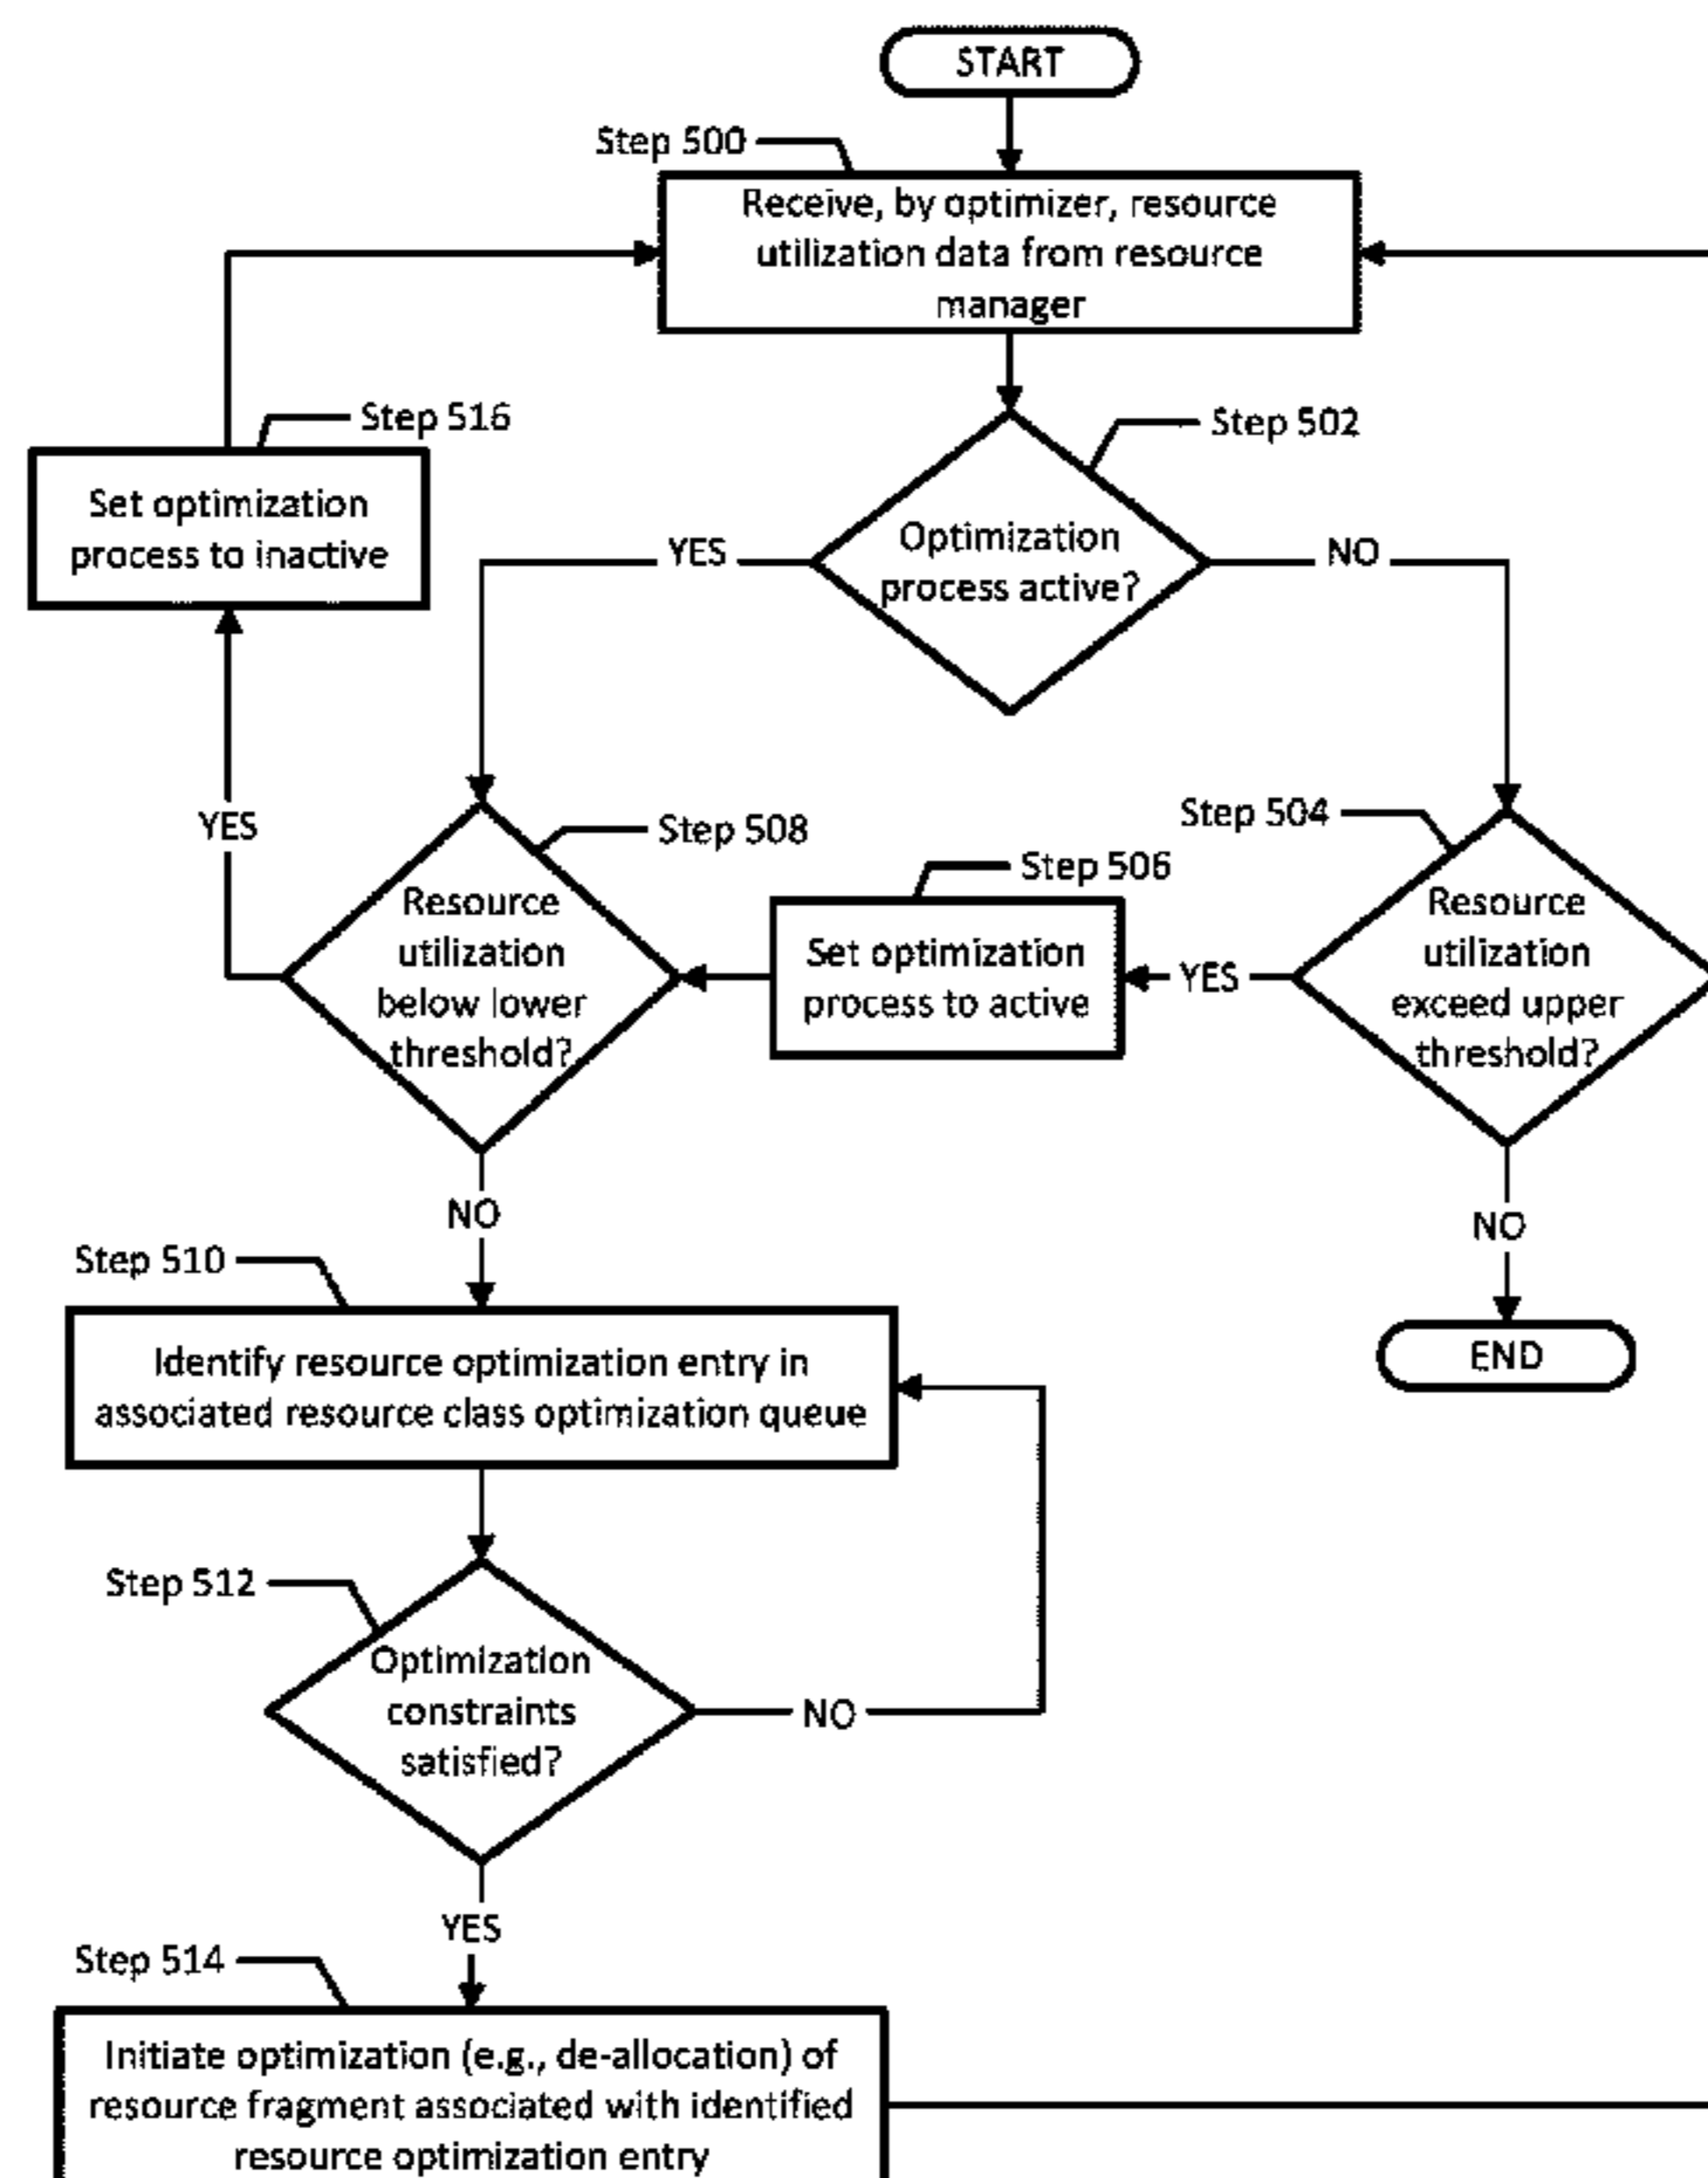 START
Step 500
Receive, by optimizer, resource
utilization data from resource
manager
Step 516
Set optimization
process to inactive
Step 502
Optimization
process active?
YES
NO
YES
Step 508
Resource
utilization
below lower
threshold?
Step 506
Set optimization
process to active
YES
Step 504
Resource
utilization
exceed upper
threshold?
NO
NO
END
Step 510
Identify resource optimization entry in
associated resource class optimization queue
Step 512
Optimization
constraints
satisfied?
NO
YES
Step 514
Initiate optimization (e.g., de-allocation) of
resource fragment associated with identified
resource optimization entry